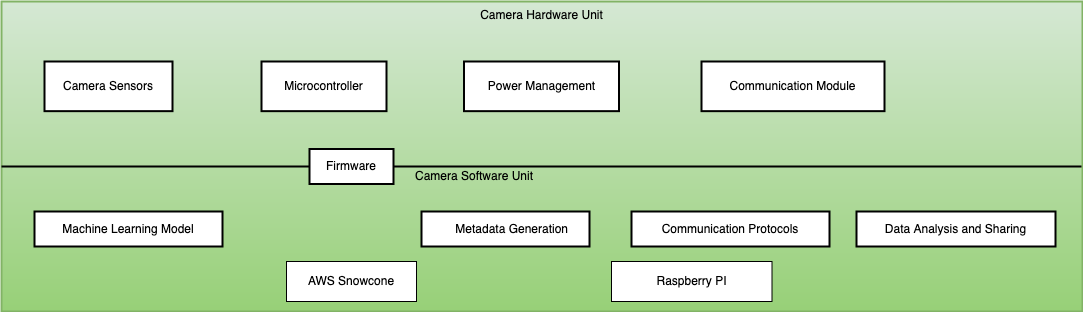 Camera Hardware Unit
Camera Sensors
Microcontroller
Power Management
Communication Module
Firmware
Camera Software Unit
Machine Learning Model
Metadata Generation
Communication Protocols
Data Analysis and Sharing
AWS Snowcone
Raspberry PI